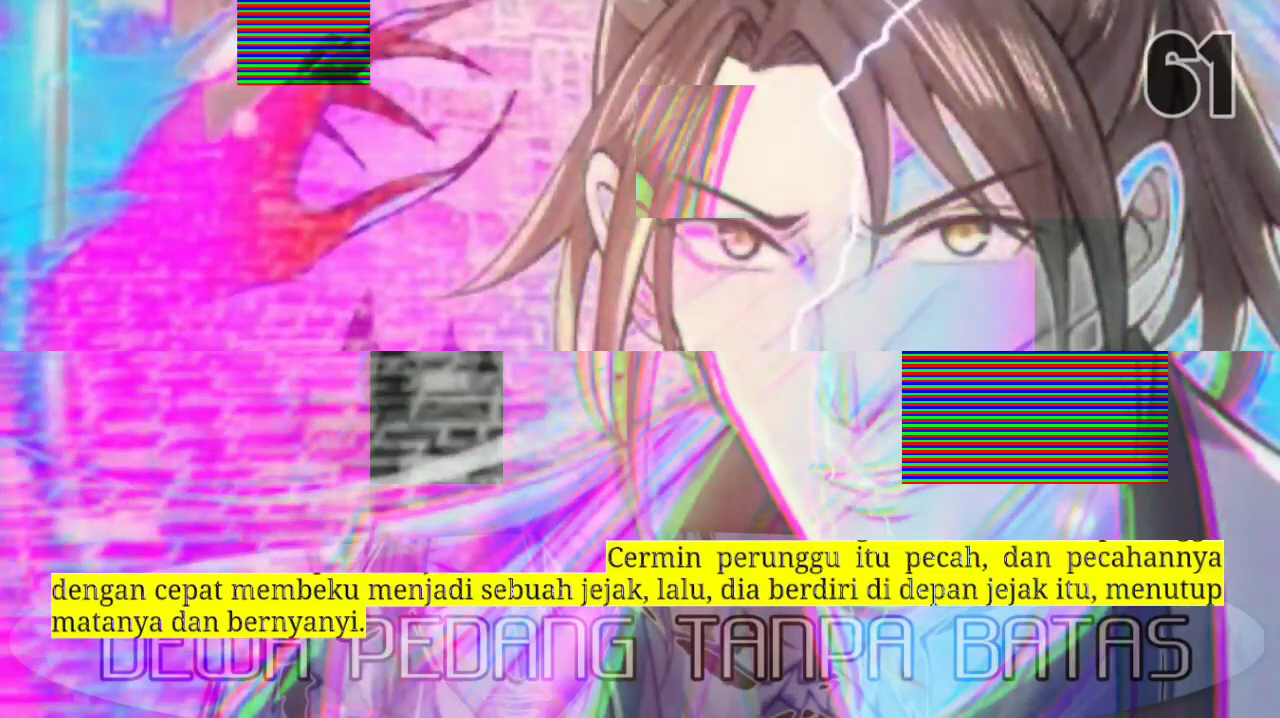 61
Cermin perunggu itu pecah, dan pecahannya
dengan cepat membeku menjadi sebuah jejak, lalu, dia berdiri di depan jejak itu, menutup
matanya dan bernyanyi.
DEWA PEDANG TANPA BATAS